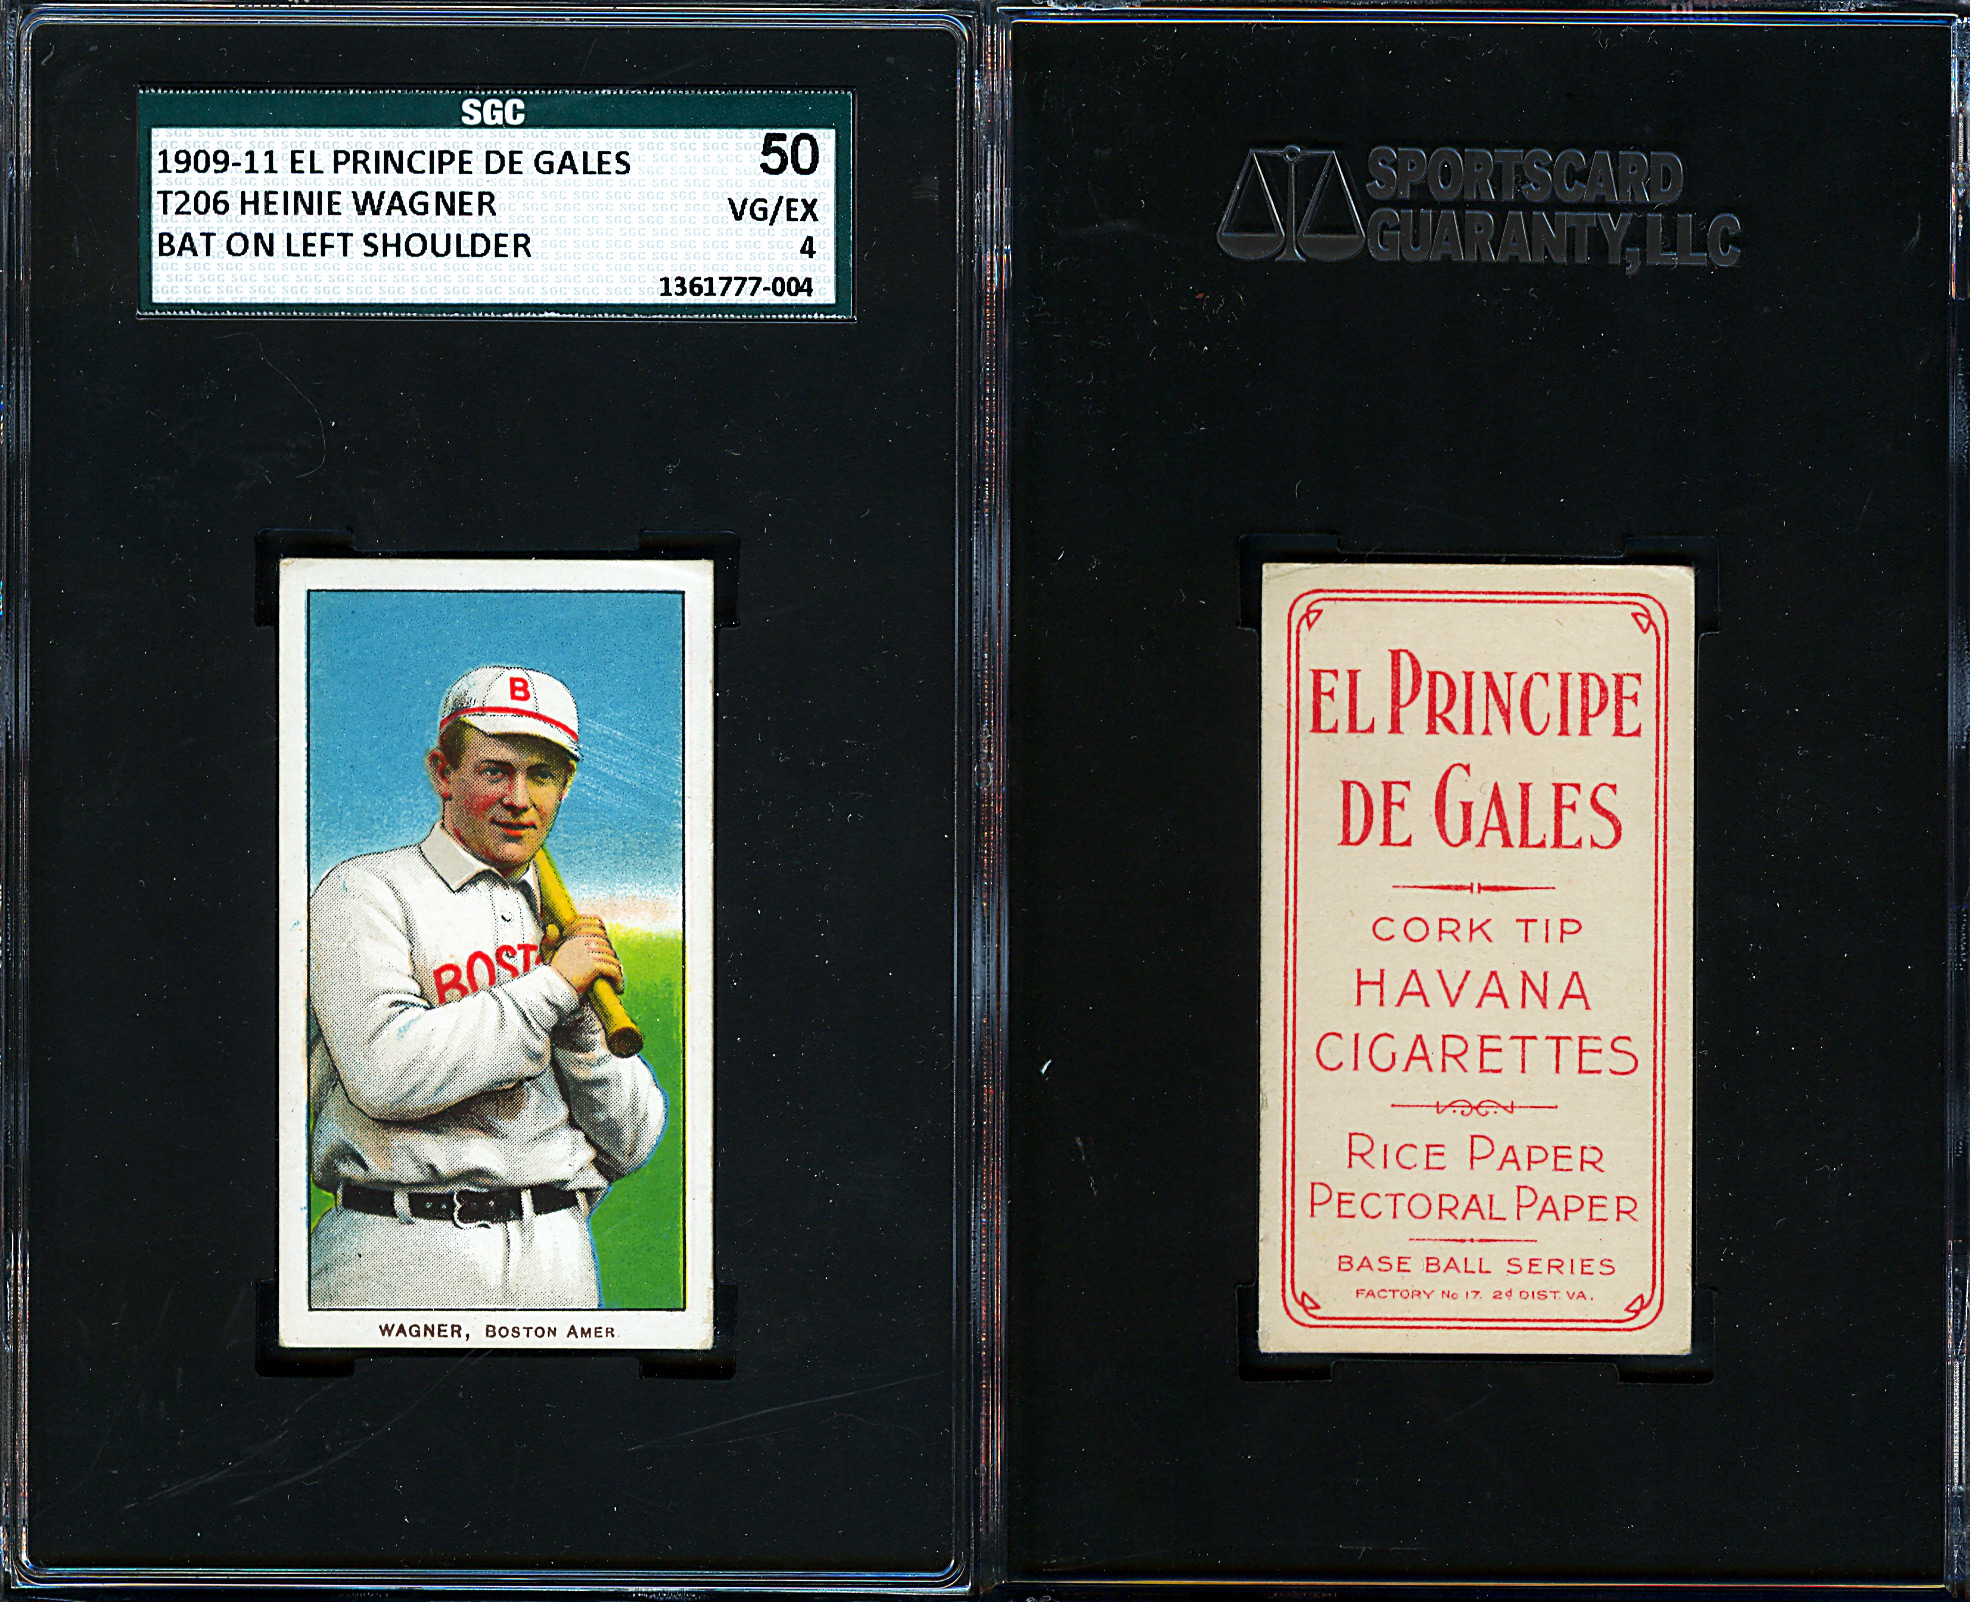 SGC
1909-11 EL PRINCIPE DE GALES
50
T206 HEINIE WAGNER
VG/EX
BAT ON LEFT SHOULDER
4
1361777-004
B
BOST
WAGNER, BOSTON AMER.
SPORTSCARD
GUARANTY, LLC
EL PRINCIPE
DE GALES
CORK TIP
HAVANA
CIGARETTES
RICE PAPER
PECTORAL PAPER
BASE BALL SERIES
FACTORY No 17. 2d DIST. VA.